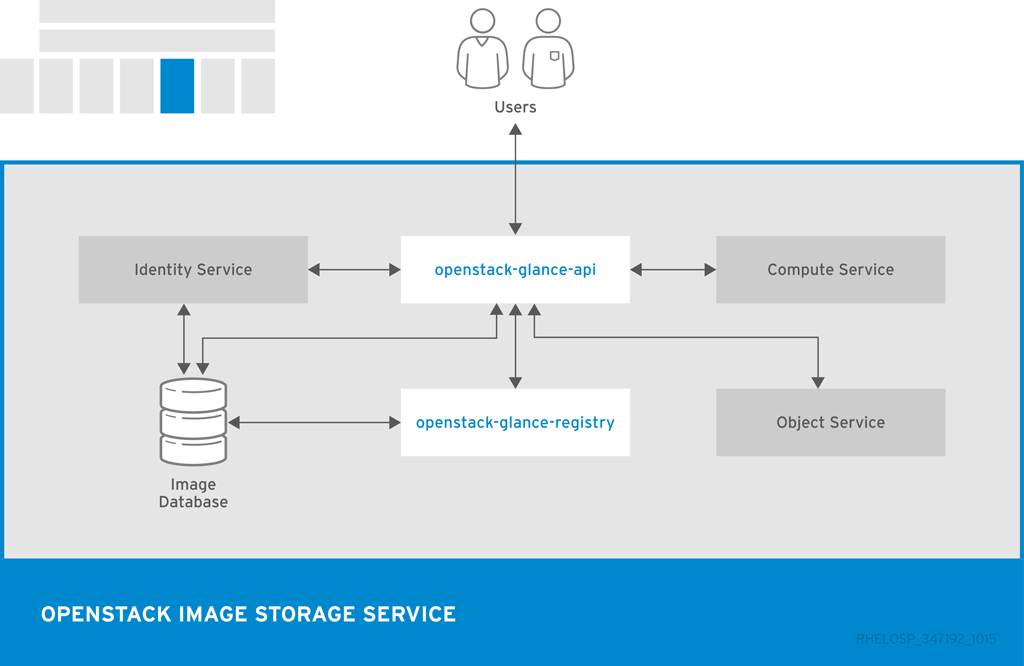 Users
Identity Service
openstack-glance-api
Compute Service
openstack-glance-registry
Object Service
Image
Database
OPENSTACK IMAGE STORAGE SERVICE
RHELOSP_347192_1015